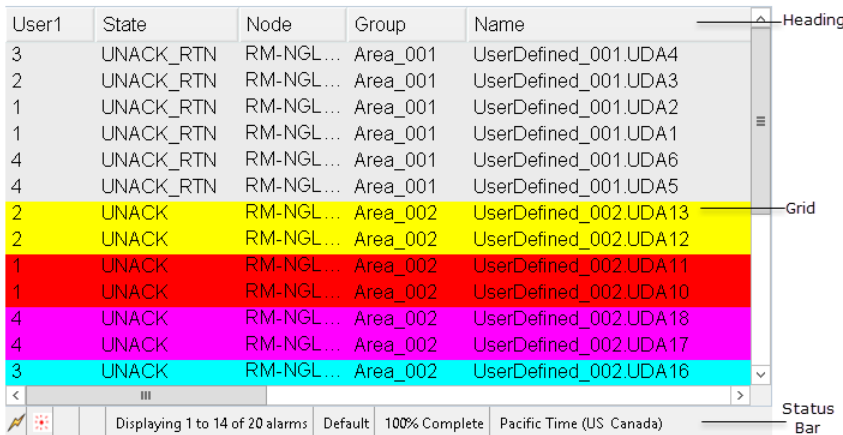 User1 State Node Group Name Heading
3 UNACK_RTN RM-NGL... Area_001 UserDefined_001.UDA4
2 UNACK_RTN RM-NGL... Area_001 UserDefined_001.UDA3
1 UNACK_RTN RM-NGL... Area_001 UserDefined_001.UDA2
1 UNACK_RTN RM-NGL... Area_001 UserDefined_001.UDA1
4 UNACK_RTN RM-NGL... Area_001 UserDefined_001.UDA6
4 UNACK_RTN RM-NGL... Area_001 UserDefined_001.UDA5
2 UNACK RM-NGL... Area_002 UserDefined_002.UDA13 Grid
2 UNACK RM-NGL... Area_002 UserDefined_002.UDA12
1 UNACK RM-NGL... Area_002 UserDefined_002.UDA11
1 UNACK RM-NGL... Area_002 UserDefined_002.UDA10
4 UNACK RM-NGL... Area_002 UserDefined_002.UDA18
4 UNACK RM-NGL... Area_002 UserDefined_002.UDA17
3 UNACK RM-NGL... Area_002 UserDefined_002.UDA16
Displaying 1 to 14 of 20 alarms Default 100% Complete Pacific Time (US Canada)
Status
Bar